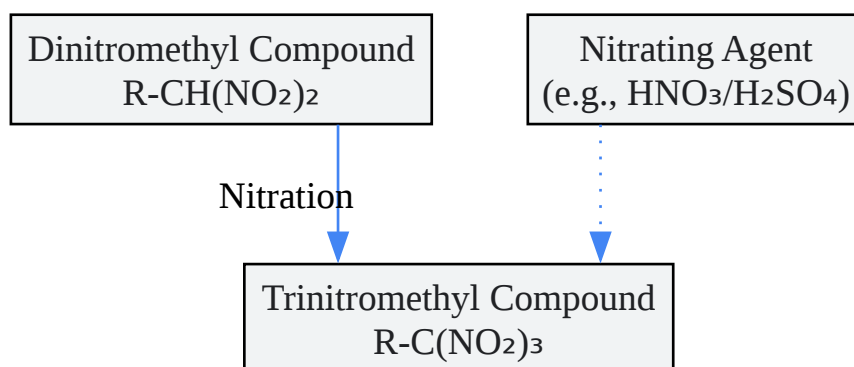 Dinitromethyl Compound
R-CH(NO₂)₂
Nitrating Agent
(e.g., HNO₃/H₂SO₄)
Nitration
Trinitromethyl Compound
R-C(NO₂)₃